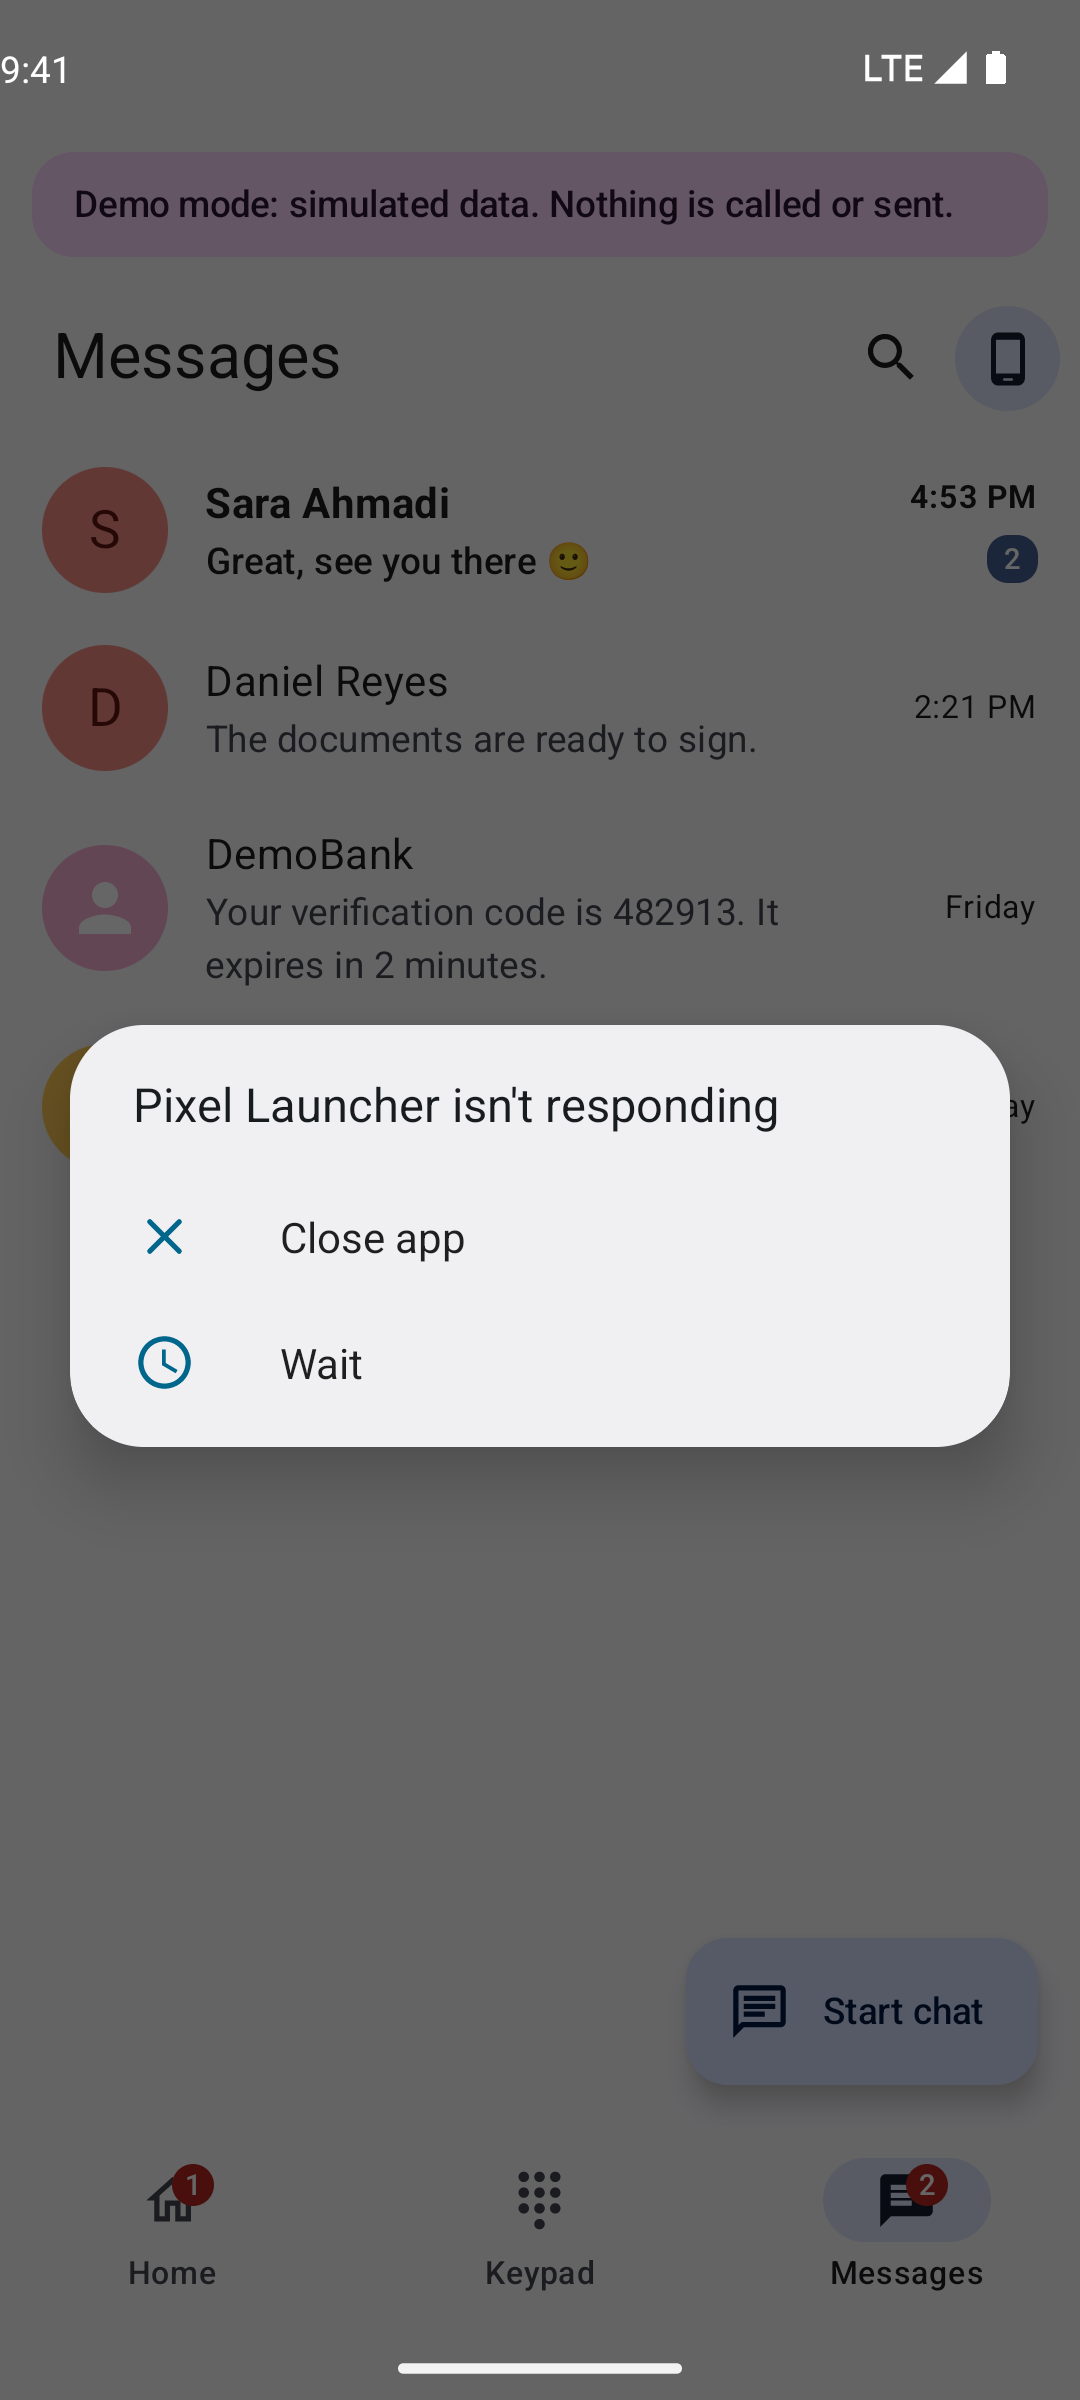 9:41
LTE
Demo mode: simulated data. Nothing is called or sent.
Messages
S
Sara Ahmadi
4:53 PM
Great, see you there 🙂
2
D
Daniel Reyes
2:21 PM
The documents are ready to sign.
DemoBank
Your verification code is 482913. It
Friday
expires in 2 minutes.
Pixel Launcher isn't responding
Close app
Wait
Start chat
1
2
Home
Keypad
Messages